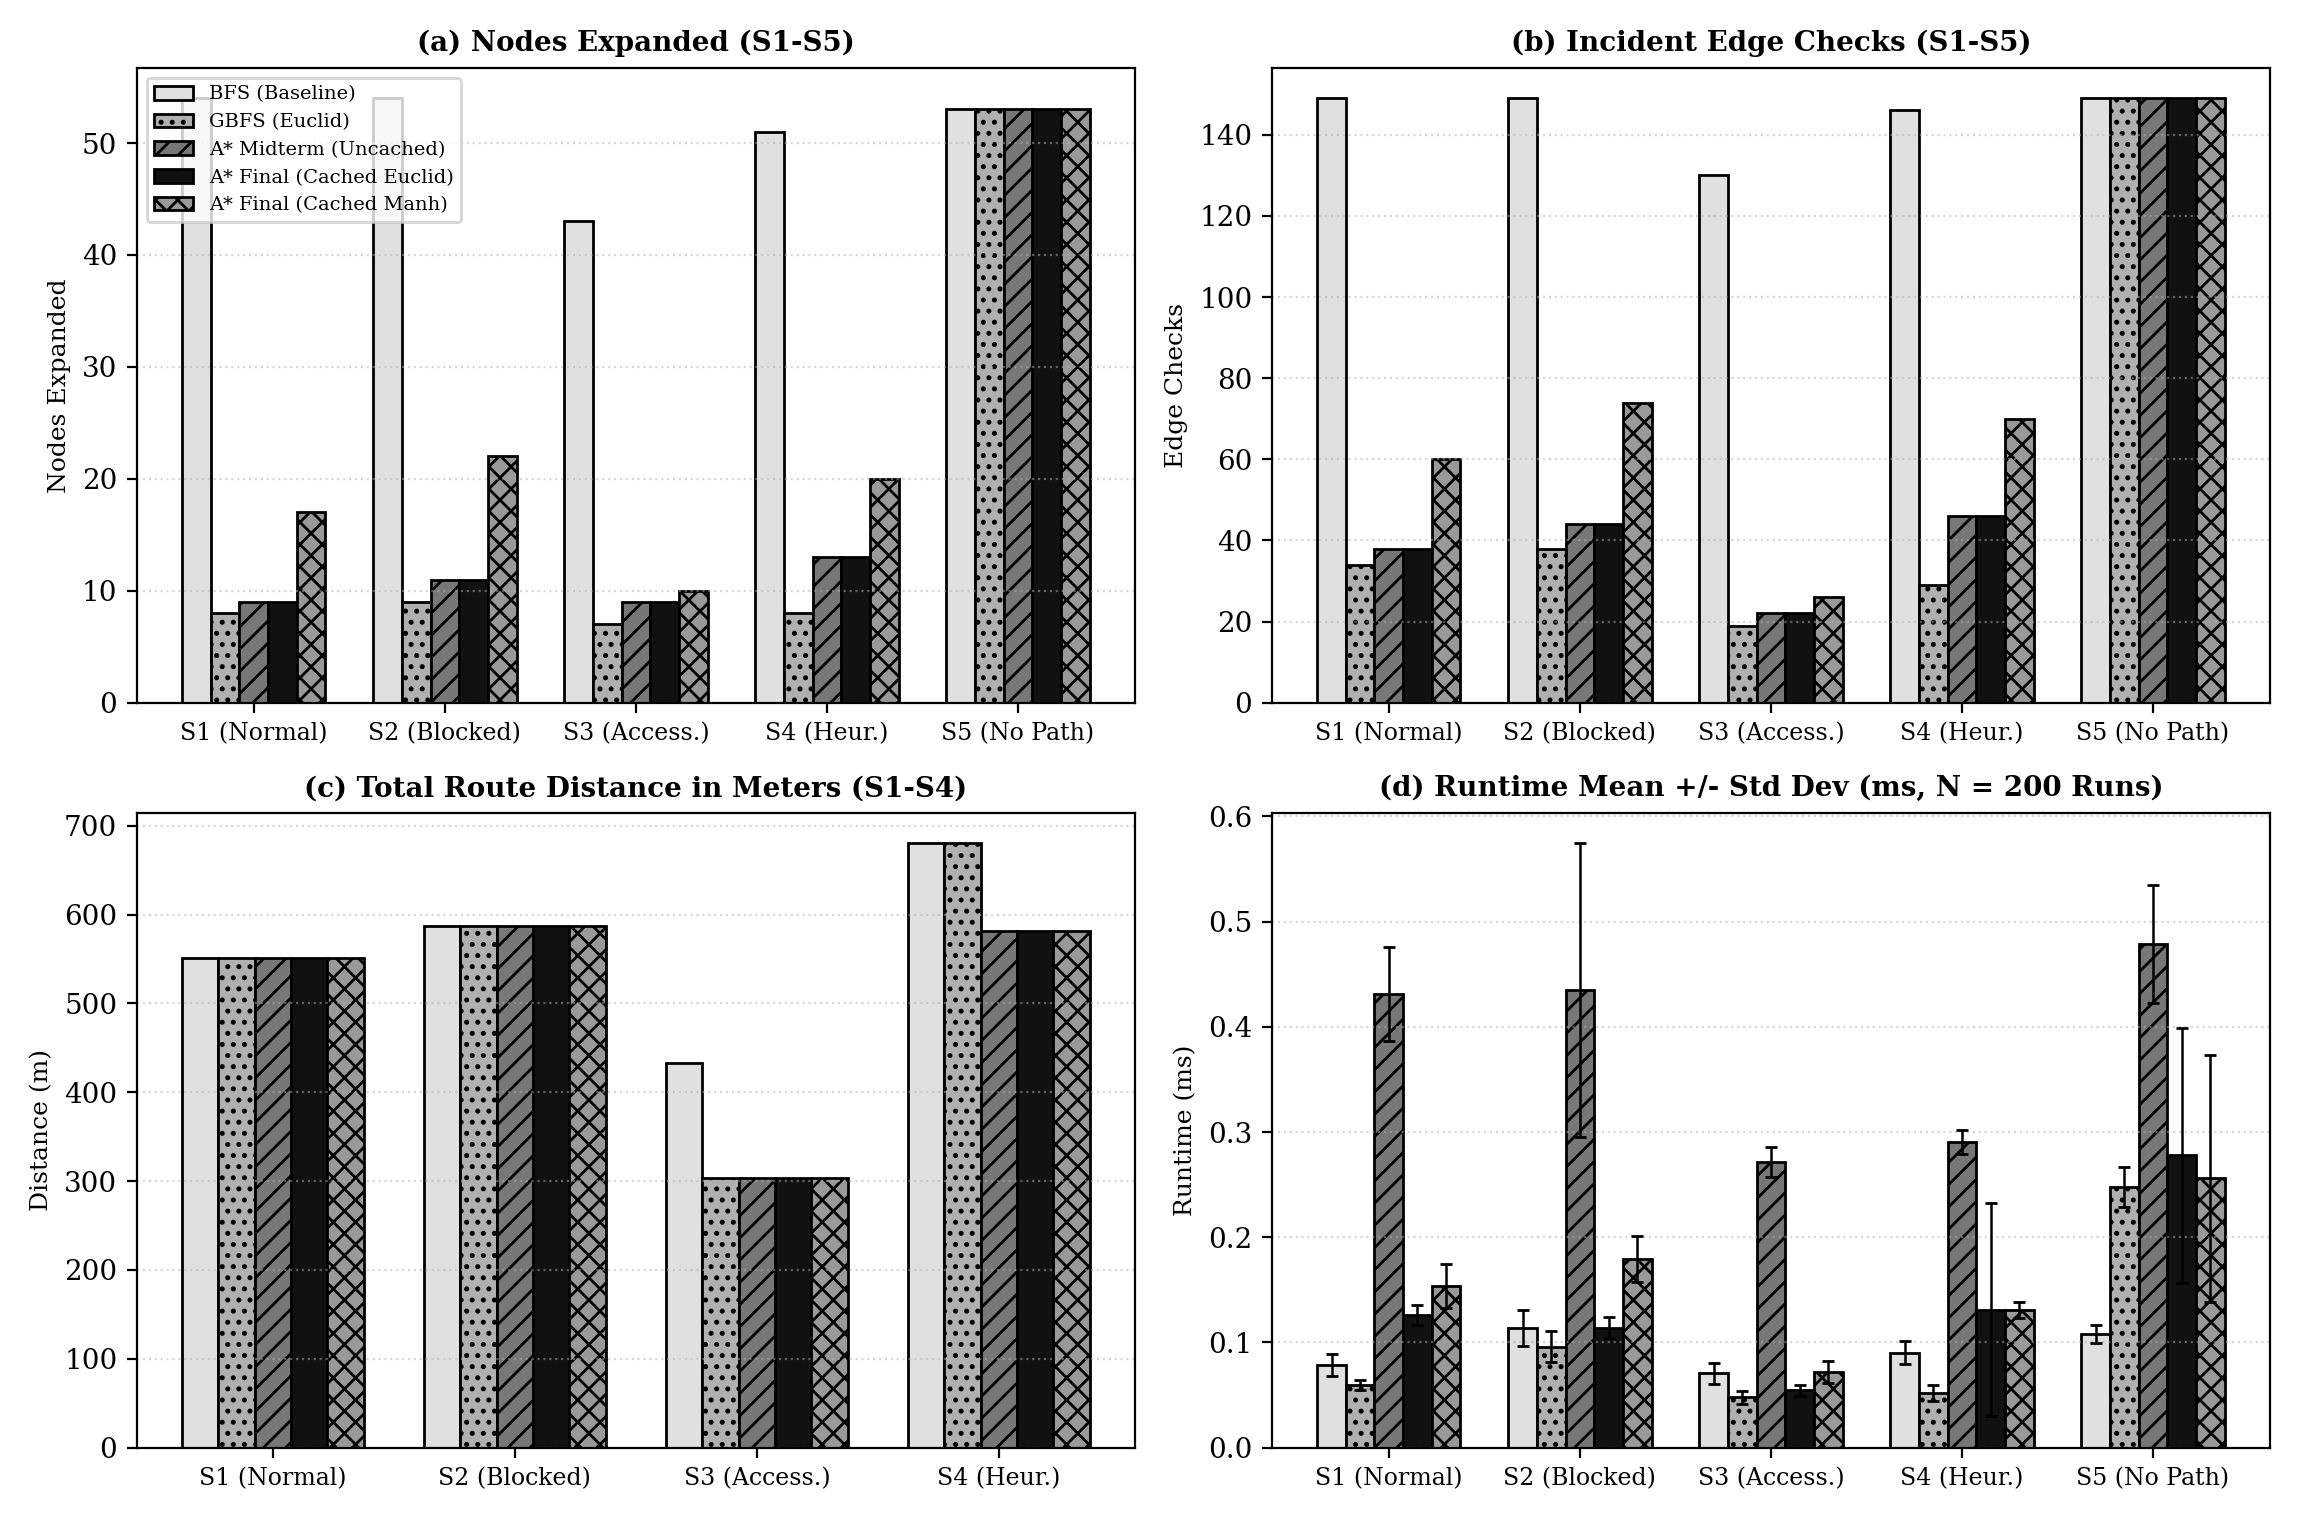 (a) Nodes Expanded (S1-S5)
BFS (Baseline)
GBFS (Euclid)
A* Midterm (Uncached)
A* Final (Cached Euclid)
A* Final (Cached Manh)
Nodes Expanded
50
40
30
20
10
0
S1 (Normal) S2 (Blocked) S3 (Access.) S4 (Heur.) S5 (No Path)
(b) Incident Edge Checks (S1-S5)
Edge Checks
140
120
100
80
60
40
20
0
S1 (Normal) S2 (Blocked) S3 (Access.) S4 (Heur.) S5 (No Path)
(c) Total Route Distance in Meters (S1-S4)
Distance (m)
700
600
500
400
300
200
100
0
S1 (Normal) S2 (Blocked) S3 (Access.) S4 (Heur.)
(d) Runtime Mean +/- Std Dev (ms, N = 200 Runs)
Runtime (ms)
0.6
0.5
0.4
0.3
0.2
0.1
0.0
S1 (Normal) S2 (Blocked) S3 (Access.) S4 (Heur.) S5 (No Path)